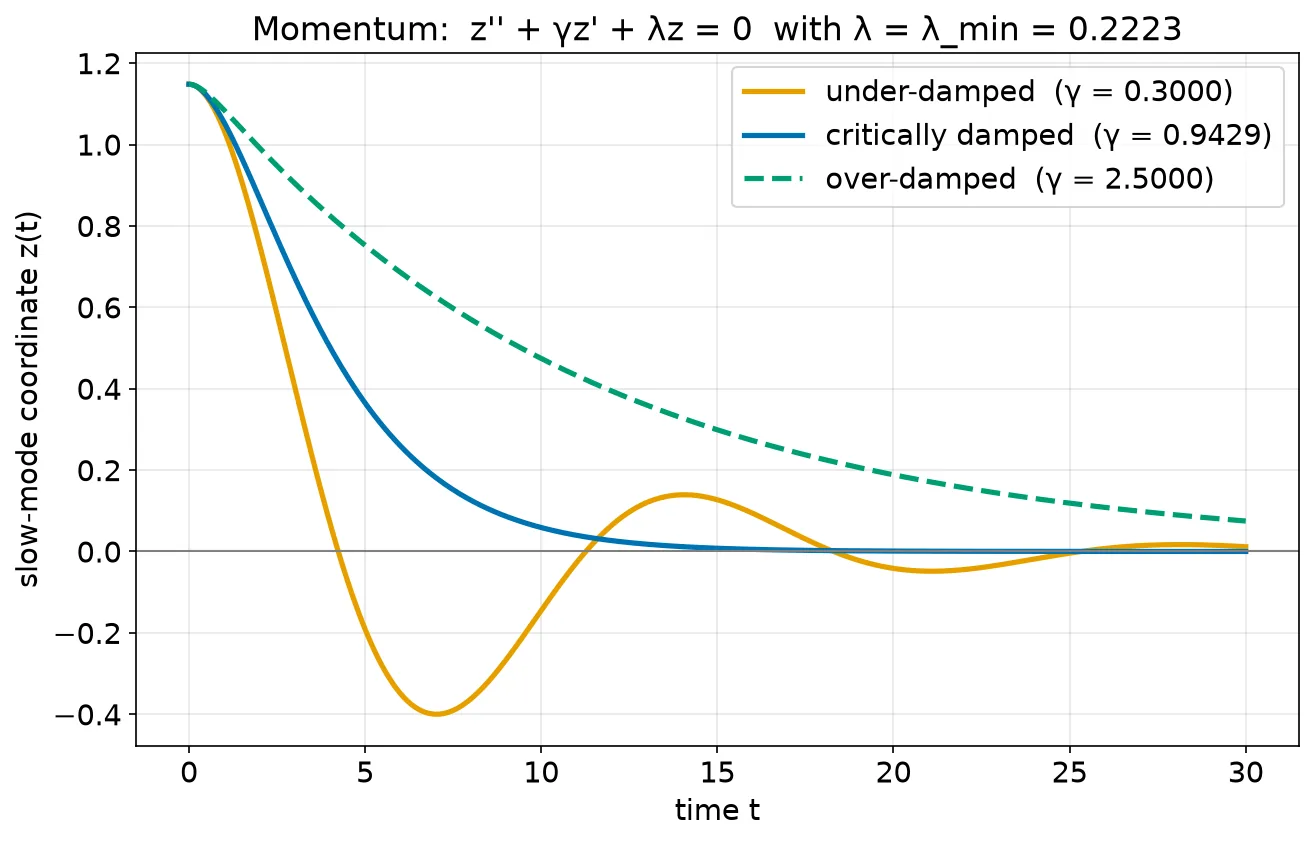 Momentum:  z'' + γz' + λz = 0  with λ = λ_min = 0.2223
under-damped  (γ = 0.3000)
critically damped  (γ = 0.9429)
over-damped  (γ = 2.5000)
slow-mode coordinate z(t)
1.2
1.0
0.8
0.6
0.4
0.2
0.0
−0.2
−0.4
0 5 10 15 20 25 30
time t